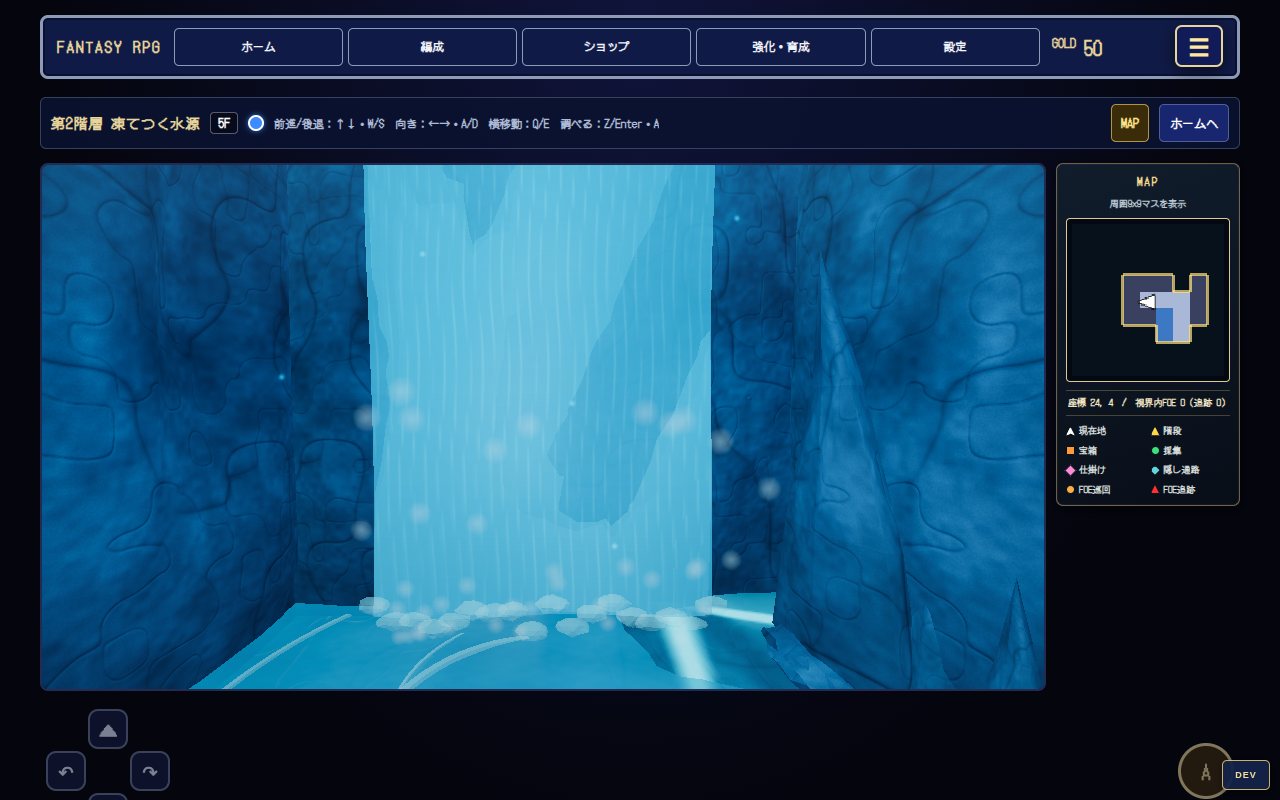 FANTASY RPG
ホーム
編成
ショップ
強化・育成
設定
GOLD 50
第2階層 凍てつく水源
5F
前進/後退：↑↓・W/S 向き：←→・A/D 横移動：Q/E 調べる：Z/Enter・A
MAP
ホームへ
MAP
周囲9x9マスを表示
座標 24, 4 / 視界内FOE 0 (追跡 0)
現在地
階段
宝箱
採集
仕掛け
隠し通路
FOE巡回
FOE追跡
A
DEV